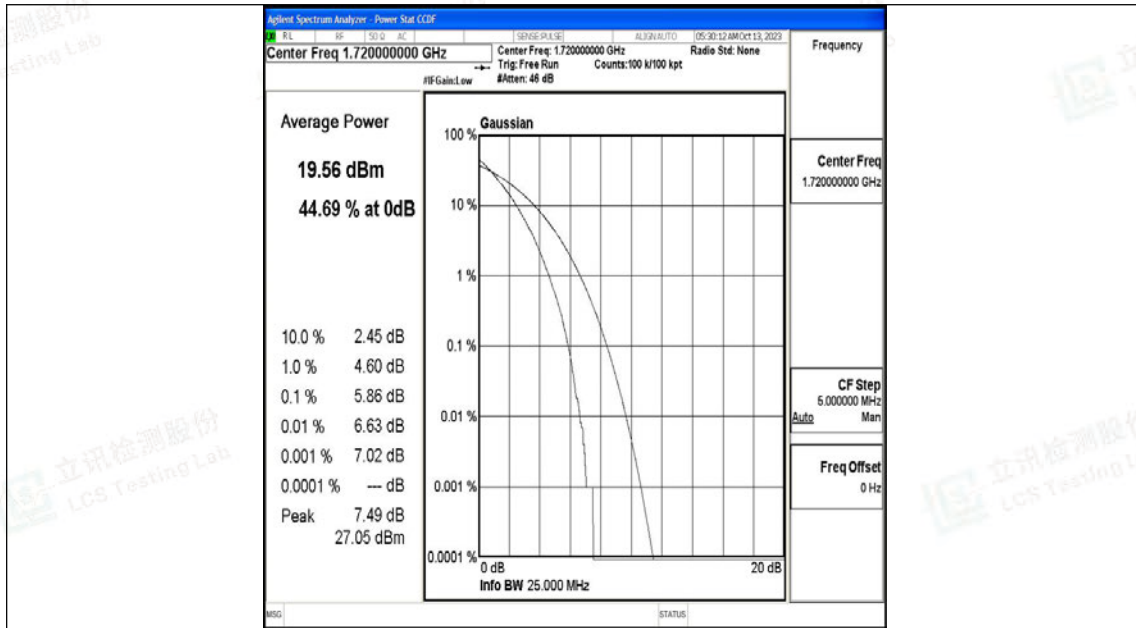 Agilent Spectrum Analyzer - Power Stat CCDF
RL RF 50 Ω AC SENSE:PULSE ALIGNAUTO 05:30:12 AM Oct 13, 2023
Center Freq 1.720000000 GHz
Center Freq: 1.720000000 GHz
Radio Std: None
Trig: Free Run Counts:100 k/100 kpt
#IFGain:Low
#Atten: 46 dB
Frequency
Average Power
19.56 dBm
44.69 % at 0dB
10.0 % 2.45 dB
1.0 % 4.60 dB
0.1 % 5.86 dB
0.01 % 6.63 dB
0.001 % 7.02 dB
0.0001 % --- dB
Peak 7.49 dB
27.05 dBm
Gaussian
100 %
10 %
1 %
0.1 %
0.01 %
0.001 %
0.0001 %
0 dB
20 dB
Info BW 25.000 MHz
Center Freq
1.720000000 GHz
CF Step
5.000000 MHz
Auto Man
Freq Offset
0 Hz
MSG
STATUS
立讯检测股份
LCS Testing Lab